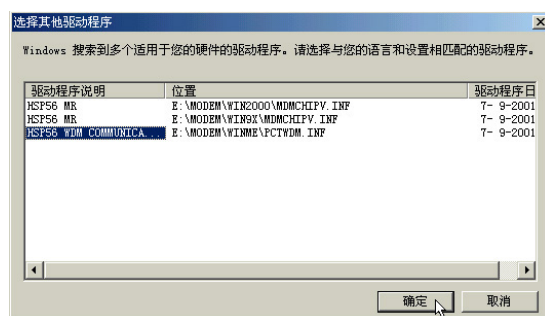 选择其他驱动程序
Windows 搜索到多个适用于您的硬件的驱动程序。请选择与您的语言和设置相匹配的驱动程序。
驱动程序说明 位置 驱动程序日
HSP56 MR E:\MODEM\WIN2000\MDMCHIPV.INF 7- 9-2001
HSP56 MR E:\MODEM\WIN9X\MDMCHIPV.INF 7- 9-2001
HSP56 WDM COMMUNICA... E:\MODEM\WINME\PCTWDM.INF 7- 9-2001
确定 取消